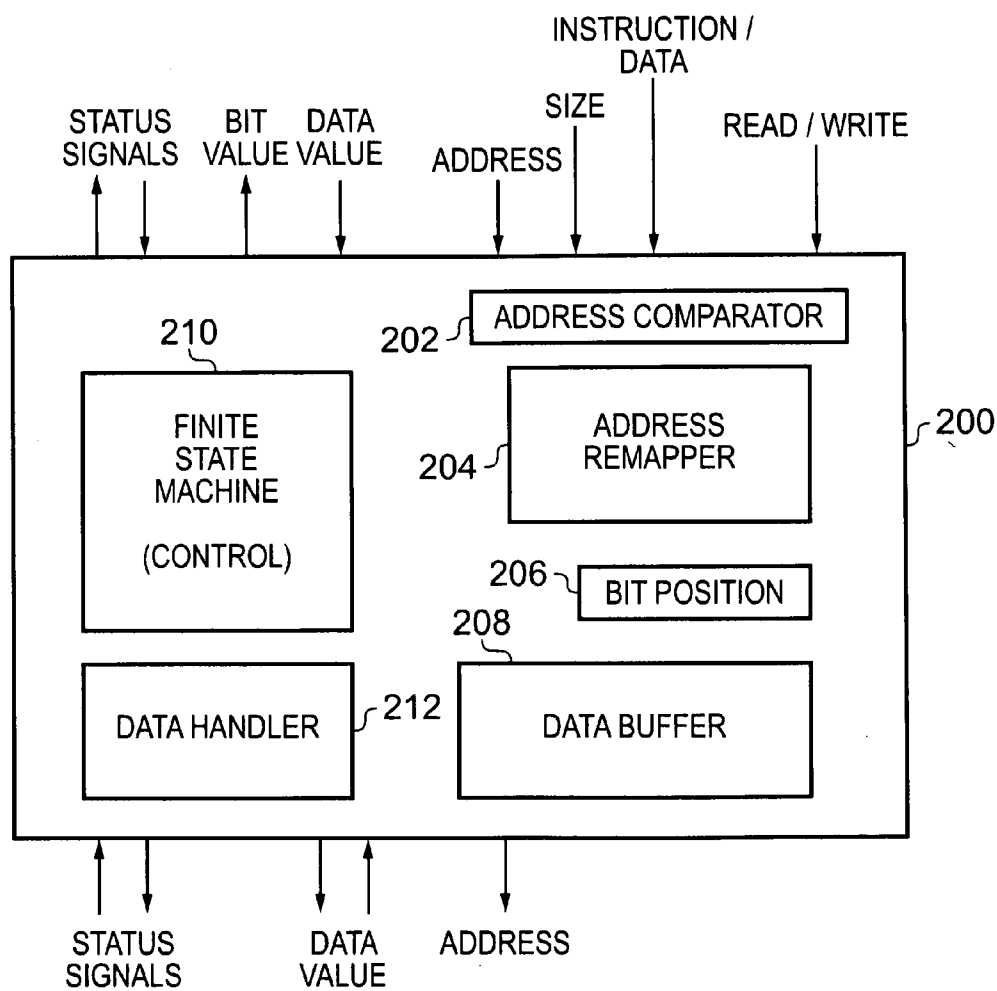 INSTRUCTION /
DATA
SIZE
READ / WRITE
STATUS
SIGNALS
BIT
VALUE
DATA
VALUE
ADDRESS
202
ADDRESS COMPARATOR
210
FINITE
STATE
MACHINE
(CONTROL)
204
ADDRESS
REMAPPER
200
206
BIT POSITION
208
DATA HANDLER
212
DATA BUFFER
STATUS
SIGNALS
DATA
VALUE
ADDRESS